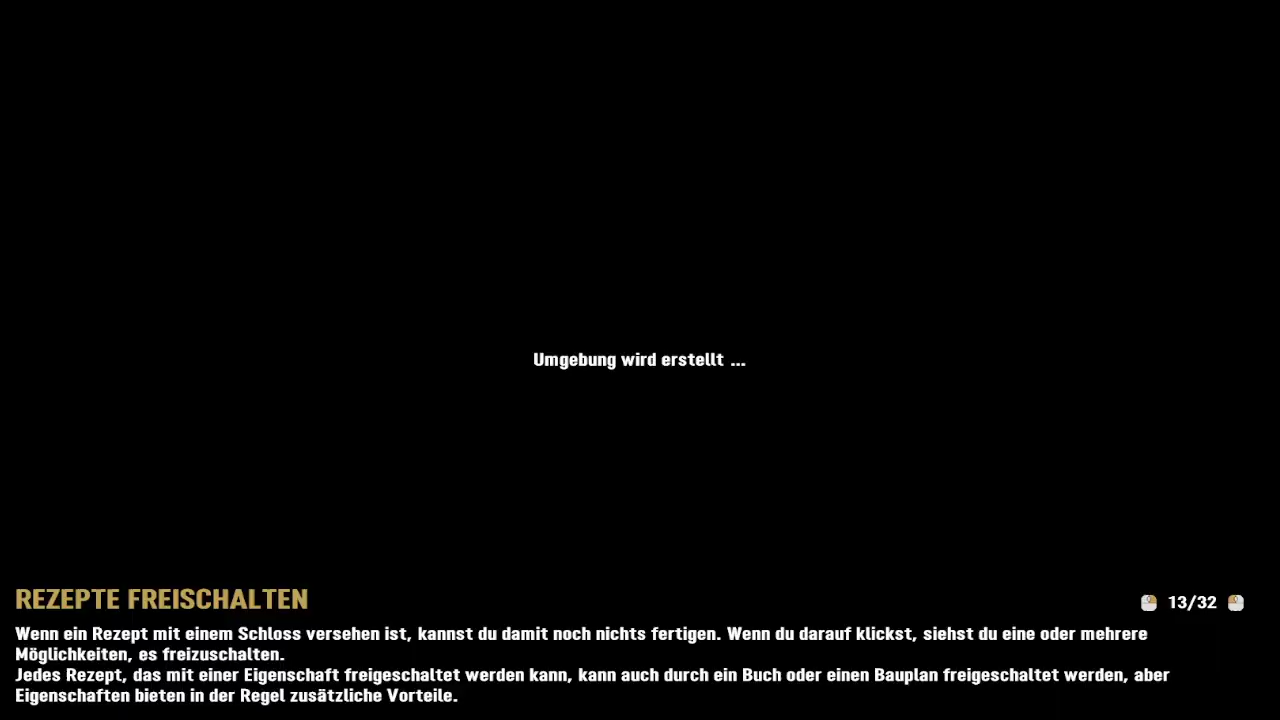 Umgebung wird erstellt ...
REZEPTE FREISCHALTEN
13/32
Wenn ein Rezept mit einem Schloss versehen ist, kannst du damit noch nichts fertigen. Wenn du darauf klickst, siehst du eine oder mehrere
Möglichkeiten, es freizuschalten.
Jedes Rezept, das mit einer Eigenschaft freigeschaltet werden kann, kann auch durch ein Buch oder einen Bauplan freigeschaltet werden, aber
Eigenschaften bieten in der Regel zusätzliche Vorteile.